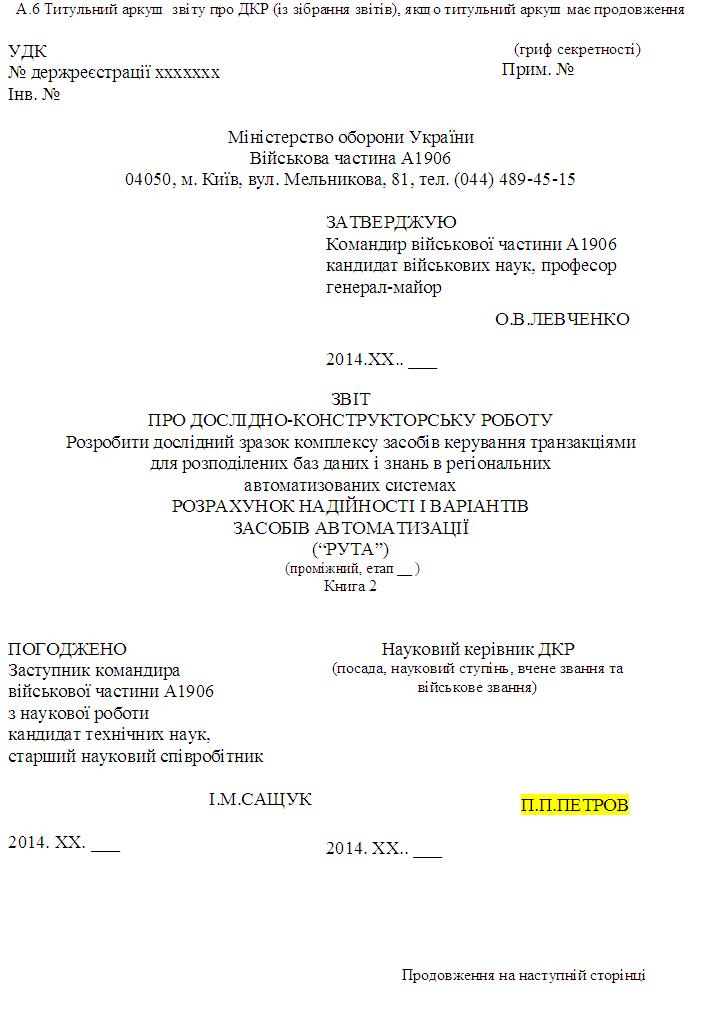 А.6 Титульний аркуш звіту про ДКР (із зібрання звітів), якщо титульний аркуш має продовження
УДК
(гриф секретності)
№ держреєстрації ххххххх
Прим. №
Інв. №
Міністерство оборони України
Військова частина А1906
04050, м. Київ, вул. Мельникова, 81, тел. (044) 489-45-15
ЗАТВЕРДЖУЮ
Командир військової частини А1906
кандидат військових наук, професор
генерал-майор
О.В.ЛЕВЧЕНКО
2014.ХХ.. ___
ЗВІТ
ПРО ДОСЛІДНО-КОНСТРУКТОРСЬКУ РОБОТУ
Розробити дослідний зразок комплексу засобів керування транзакціями
для розподілених баз даних і знань в регіональних
автоматизованих системах
РОЗРАХУНОК НАДІЙНОСТІ І ВАРІАНТІВ
ЗАСОБІВ АВТОМАТИЗАЦІЇ
(“РУТА”)
(проміжний, етап __ )
Книга 2
ПОГОДЖЕНО
Заступник командира
військової частини А1906
з наукової роботи
кандидат технічних наук,
старший науковий співробітник
І.М.САЩУК
2014. ХХ. ___
Науковий керівник ДКР
(посада, науковий ступінь, вчене звання та
військове звання)
П.П.ПЕТРОВ
2014. ХХ.. ___
Продовження на наступній сторінці